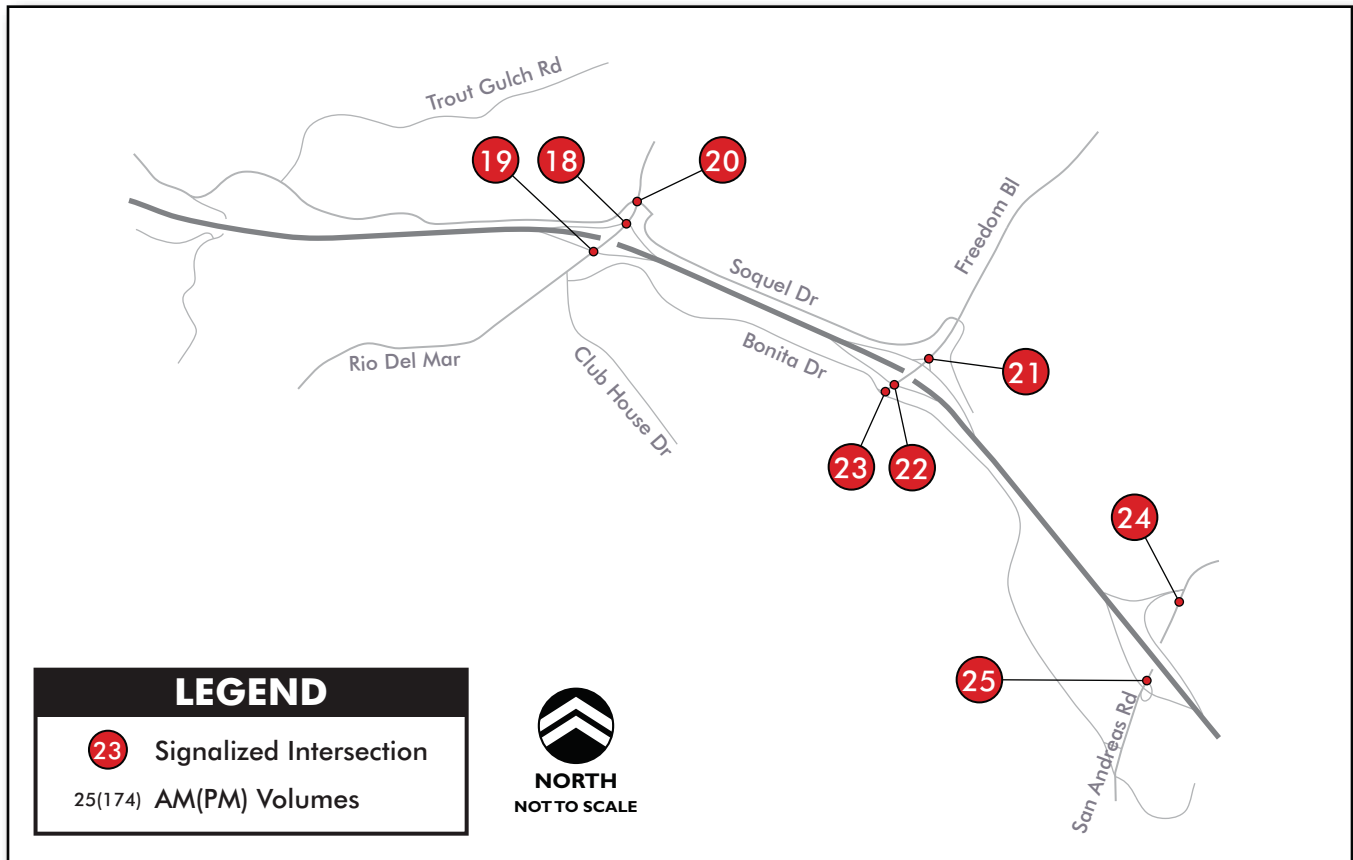 Trout Gulch Rd
19
18
20
Freedom Bl
Soquel Dr
Rio Del Mar
Club House Dr
Bonita Dr
21
23
22
24
25
San Andreas Rd
LEGEND
23 Signalized Intersection
25(174) AM(PM) Volumes
NORTH
NOT TO SCALE